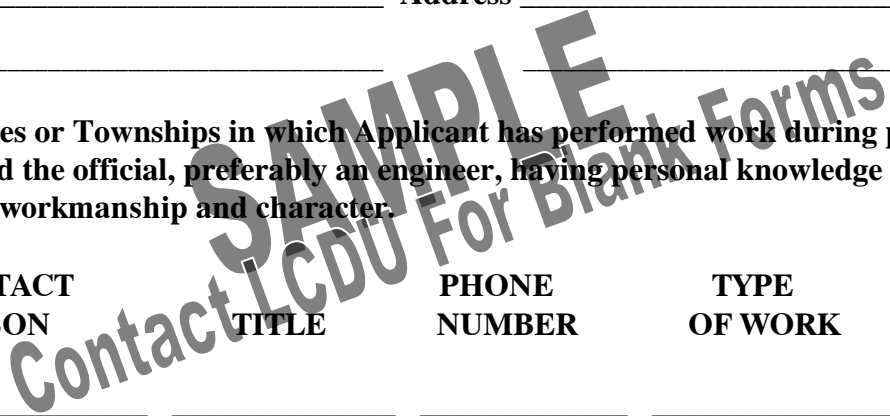 Address
es or Townships in which Applicant has performed work during p
d the official, preferably an engineer, having personal knowledge
workmanship and character.
TACT PHONE TYPE
SON TITLE NUMBER OF WORK
SAMPLE
Contact LCDU For Blank Forms